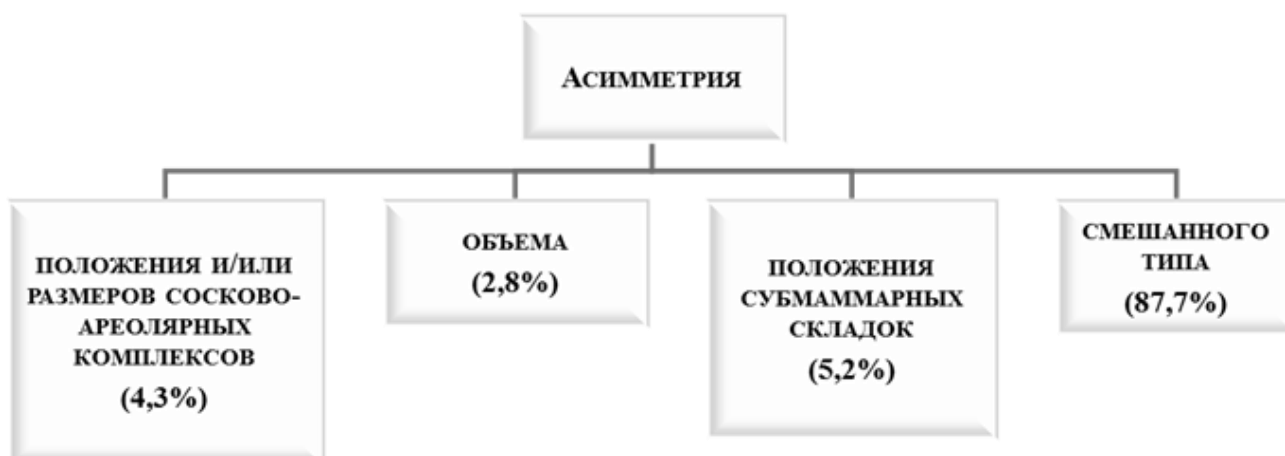 АСИММЕТРИЯ
ПОЛОЖЕНИЯ И/ИЛИ
РАЗМЕРОВ СОСКОВО-
АРЕОЛЯРНЫХ
КОМПЛЕКСОВ
(4,3%)
ОБЪЕМА
(2,8%)
ПОЛОЖЕНИЯ
СУБМАММАРНЫХ
СКЛАДОК
(5,2%)
СМЕШАННОГО
ТИПА
(87,7%)